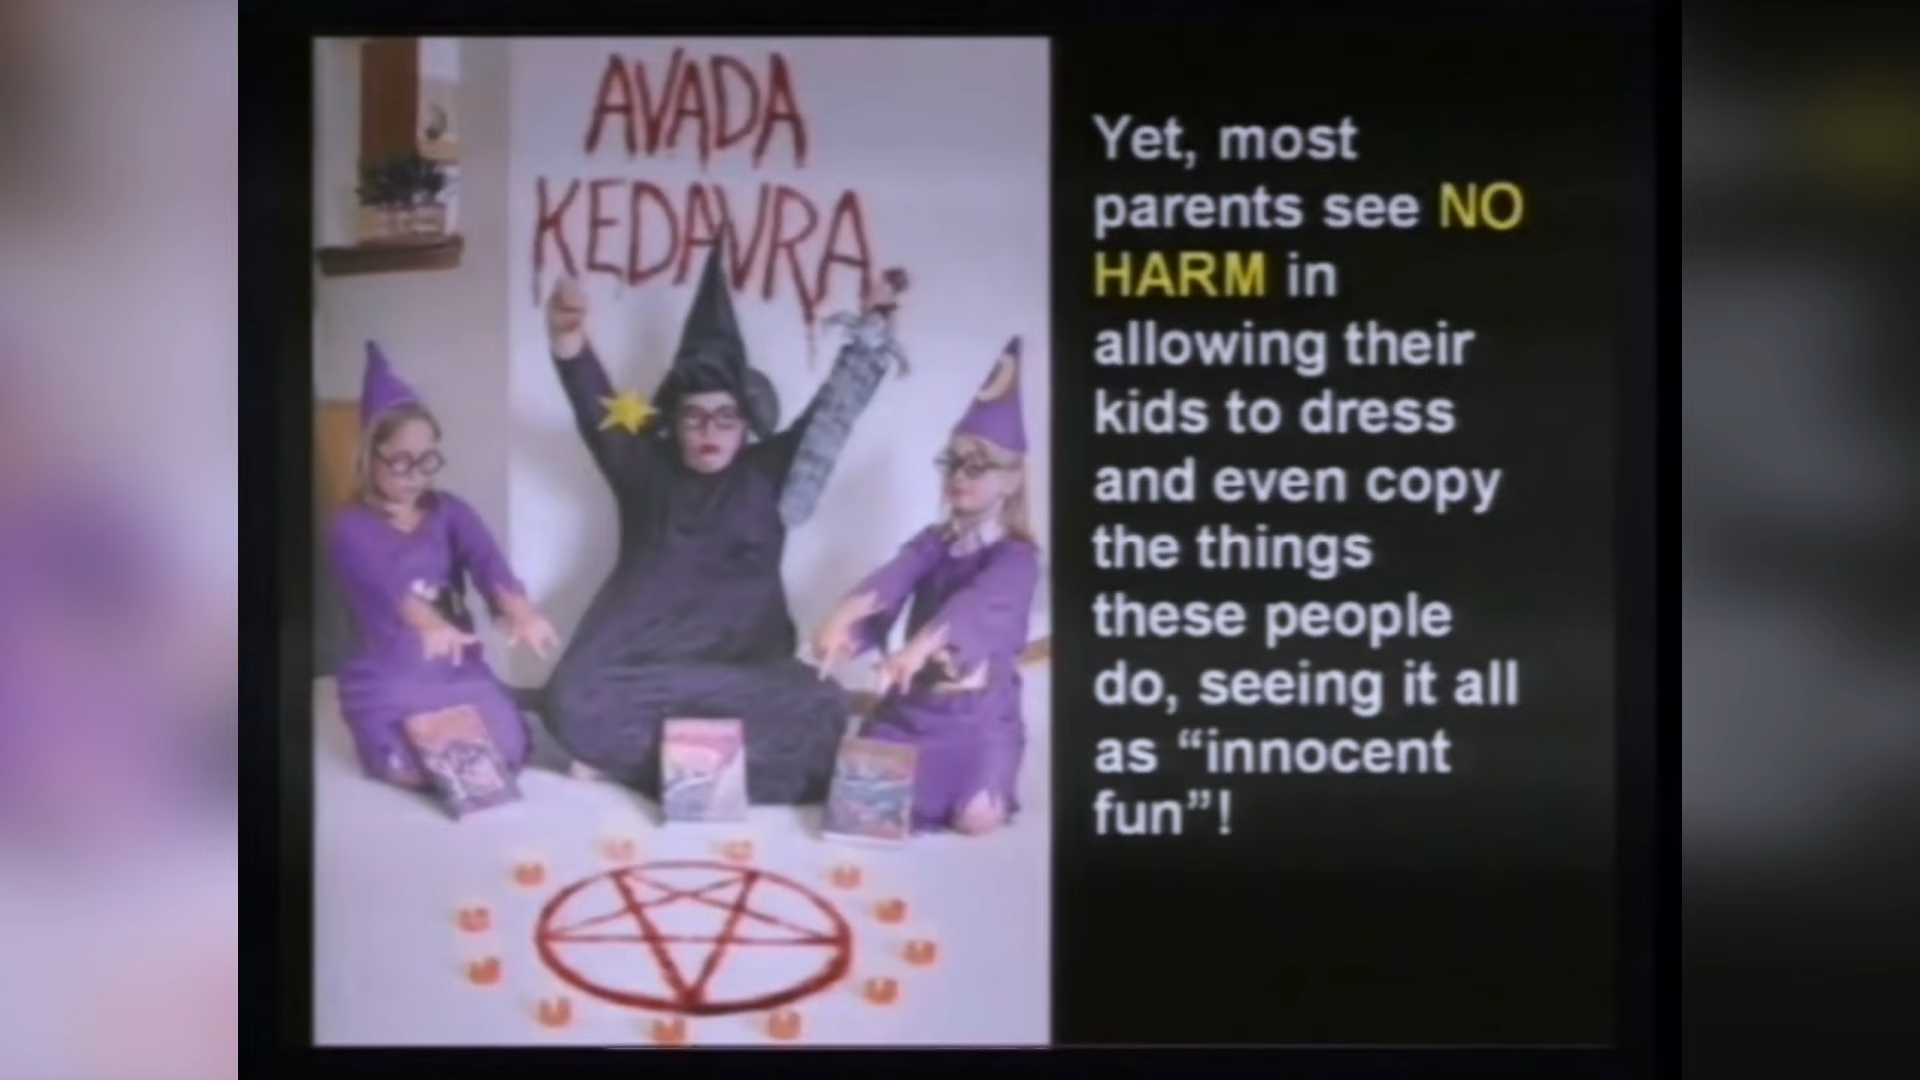 AVADA
KEDAVRA
Yet, most
parents see NO
HARM in
allowing their
kids to dress
and even copy
the things
these people
do, seeing it all
as “innocent
fun”!